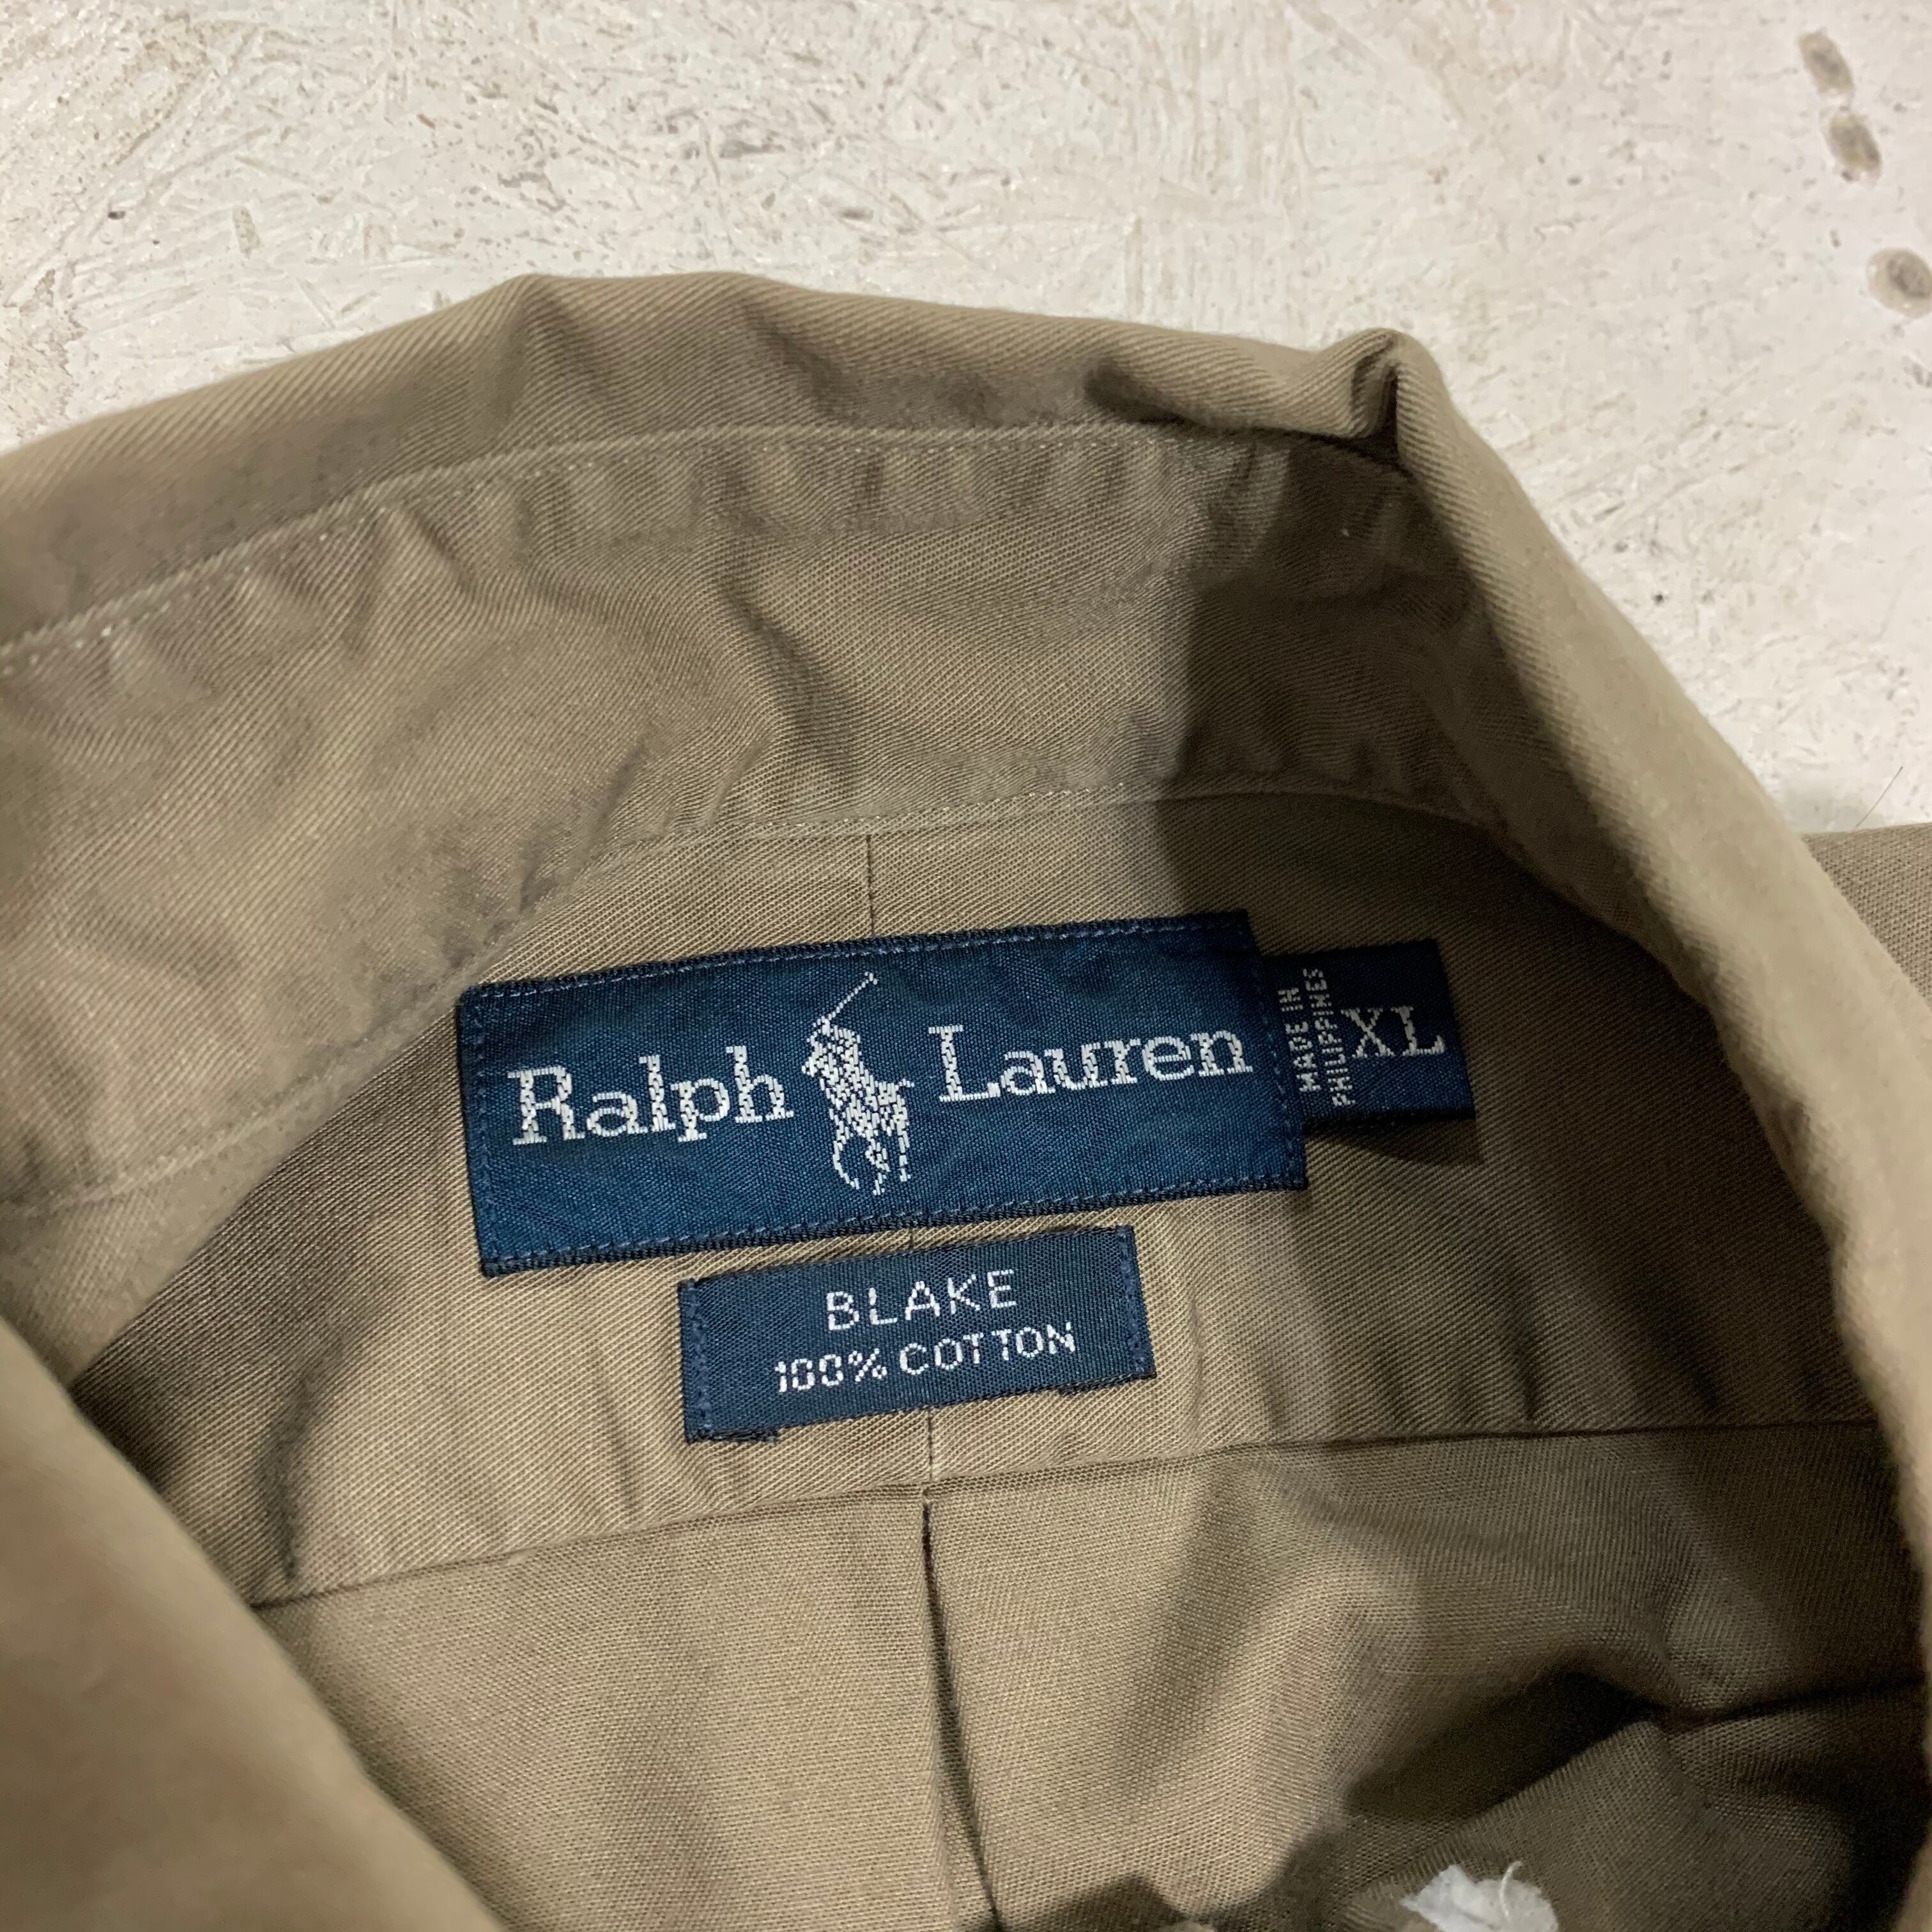 Ralph Lauren
MADE IN
PHILIPPINES
XL
BLAKE
100% COTTON